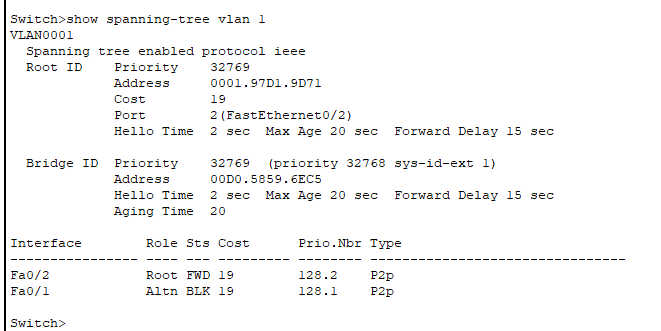 Switch>show spanning-tree vlan 1
VLAN0001
  Spanning tree enabled protocol ieee
  Root ID    Priority    32769
             Address     0001.97D1.9D71
             Cost        19
             Port        2(FastEthernet0/2)
             Hello Time  2 sec  Max Age 20 sec  Forward Delay 15 sec

  Bridge ID  Priority    32769  (priority 32768 sys-id-ext 1)
             Address     00D0.5859.6EC5
             Hello Time  2 sec  Max Age 20 sec  Forward Delay 15 sec
             Aging Time  20

Interface        Role Sts Cost      Prio.Nbr Type
---------------- ---- --- --------- -------- --------------------------------
Fa0/2            Root FWD 19        128.2    P2p
Fa0/1            Altn BLK 19        128.1    P2p

Switch>